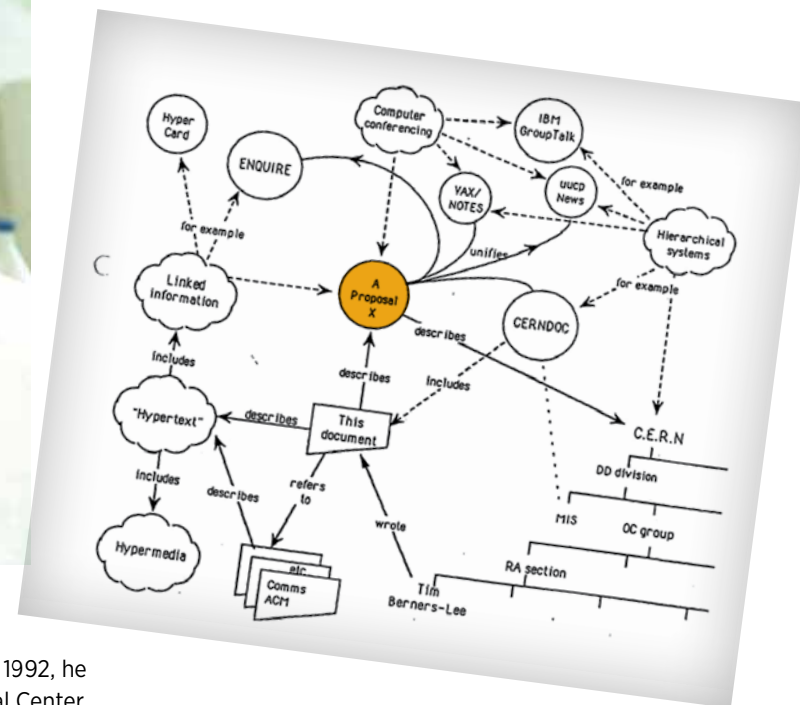 Hyper
Card
ENQUIRE
Computer
conferencing
IBM
GroupTalk
VAX/
NOTES
uucp
News
for example
Hierarchical
systems
for example
unifies
for example
Linked
information
A
Proposal
X
CERNDOC
describes
includes
describes
includes
C.E.R.N
"Hypertext"
describes
This
document
DD division
includes
describes
refers
to
wrote
MIS
OC group
Hypermedia
etc
Comms
ACM
RA section
Tim
Berners-Lee
C
1992, he
al Center